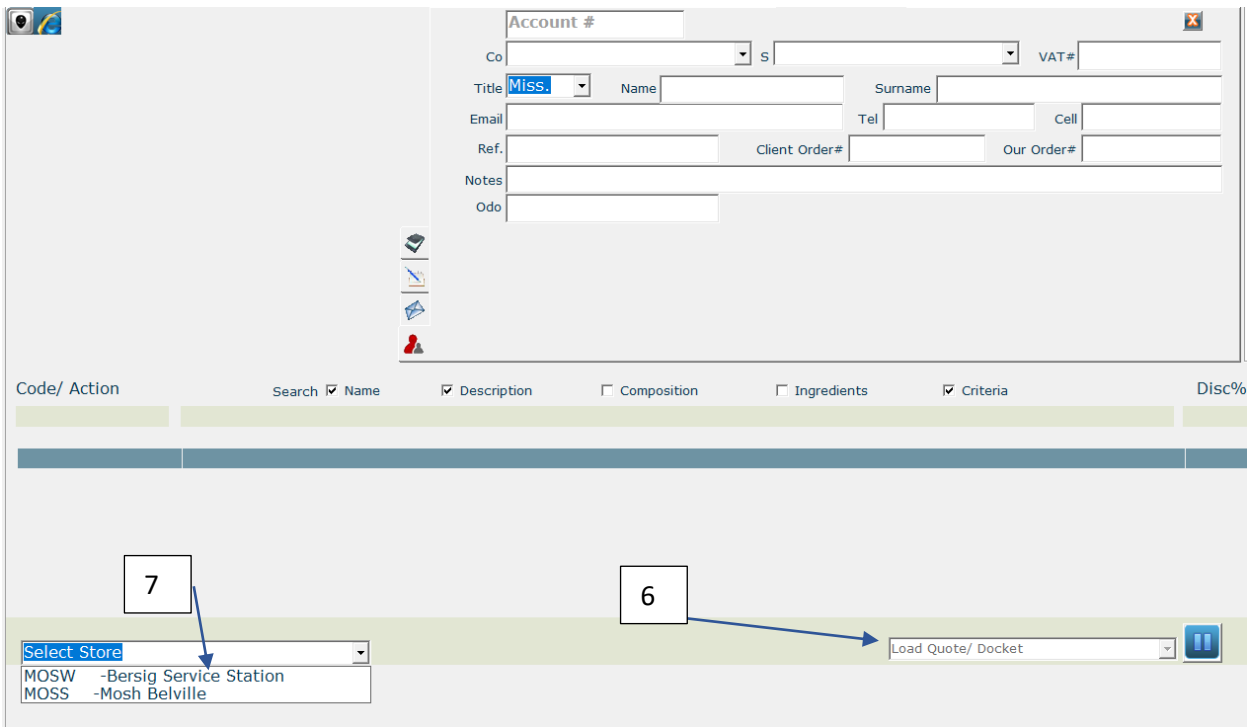 Account #
Co S VAT#
Title Miss. Name Surname
Email Tel Cell
Ref. Client Order# Our Order#
Notes
Odo
Code/ Action Search Name Description Composition Ingredients Criteria Disc%
7
6
Select Store Load Quote/ Docket
MOSW -Bersig Service Station
MOSS -Mosh Belville